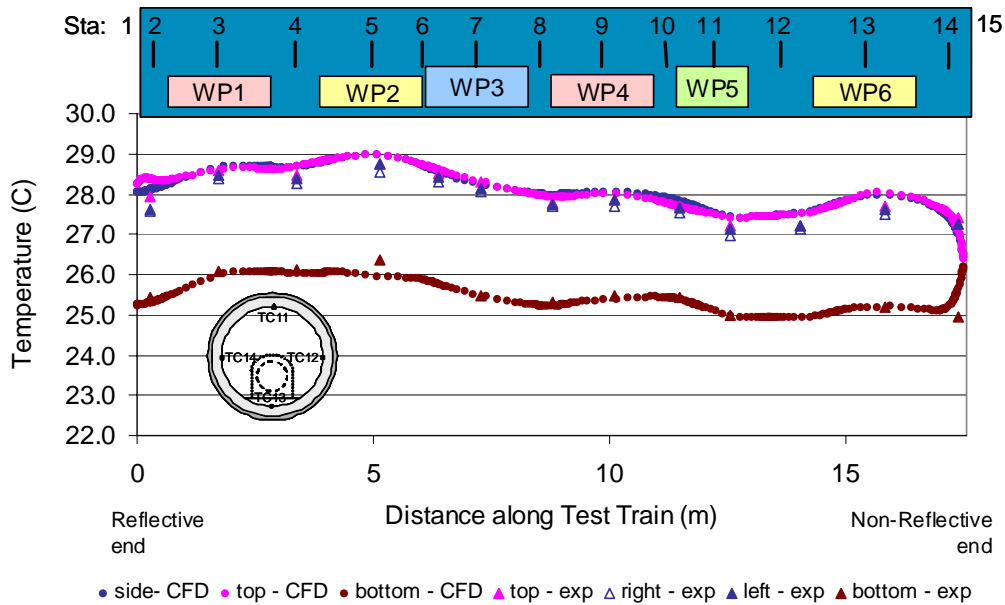 Sta: 1 2 3 4 5 6 7 8 9 10 11 12 13 14 15
WP1 WP2 WP3 WP4 WP5 WP6
30.0
29.0
28.0
27.0
26.0
25.0
24.0
23.0
22.0
Temperature (C)
TC11
TC14 TC12
TC13
0 5 10 15
Reflective end
Distance along Test Train (m)
Non-Reflective end
side- CFD top - CFD bottom - CFD top - exp right - exp left - exp bottom - exp